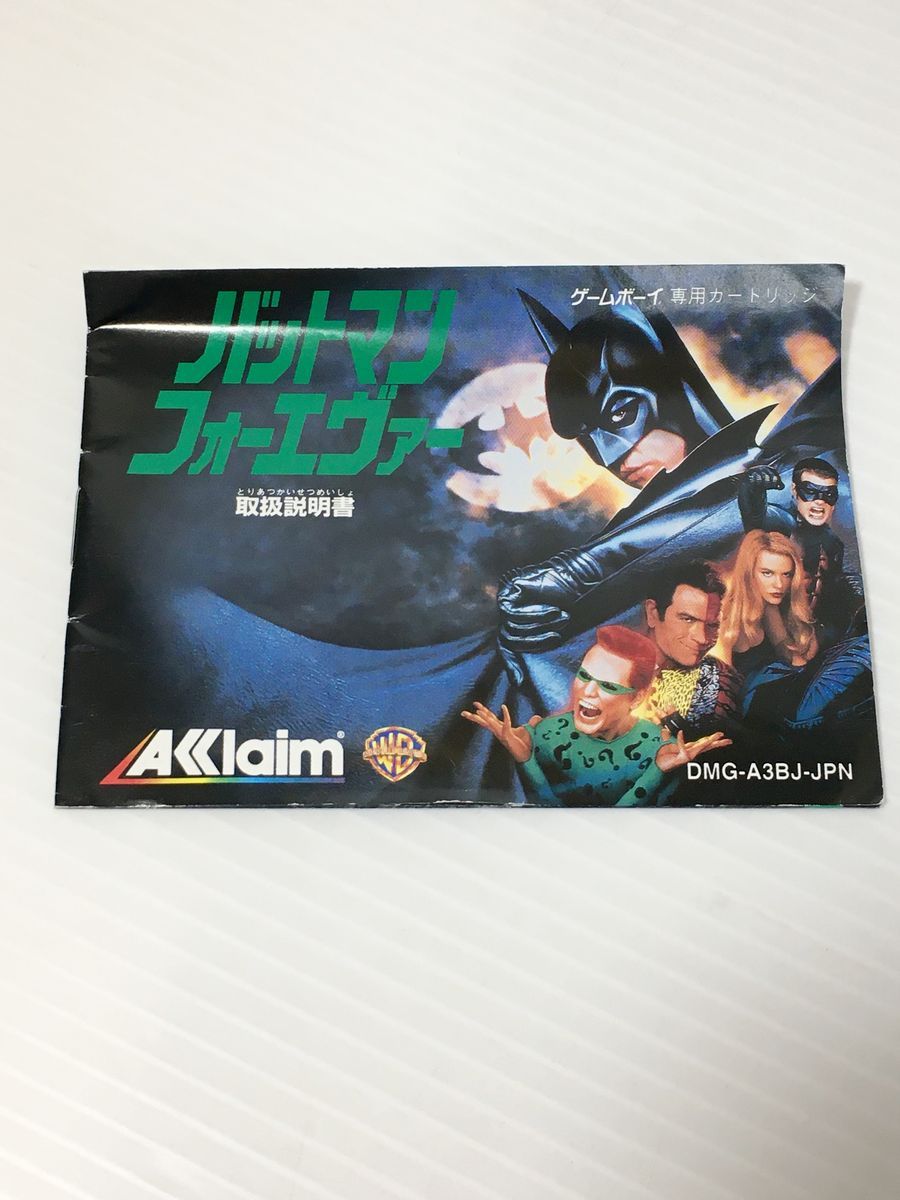 ゲームボーイ専用カートリッジ
バットマン
フォーエヴァー
とりあつかいせつめいしょ
取扱説明書
AKKlaim®
WB
DMG-A3BJ-JPN